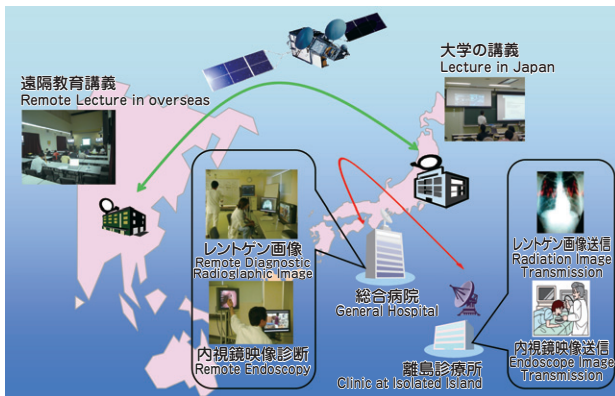 遠隔教育講義
Remote Lecture in overseas
大学の講義
Lecture in Japan
レントゲン画像
Remote Diagnostic
Radioglaphic Image
内視鏡映像診断
Remote Endoscopy
総合病院
General Hospital
離島診療所
Clinic at Isolated Island
レントゲン画像送信
Radiation Image
Transmission
内視鏡映像送信
Endoscope Image
Transmission